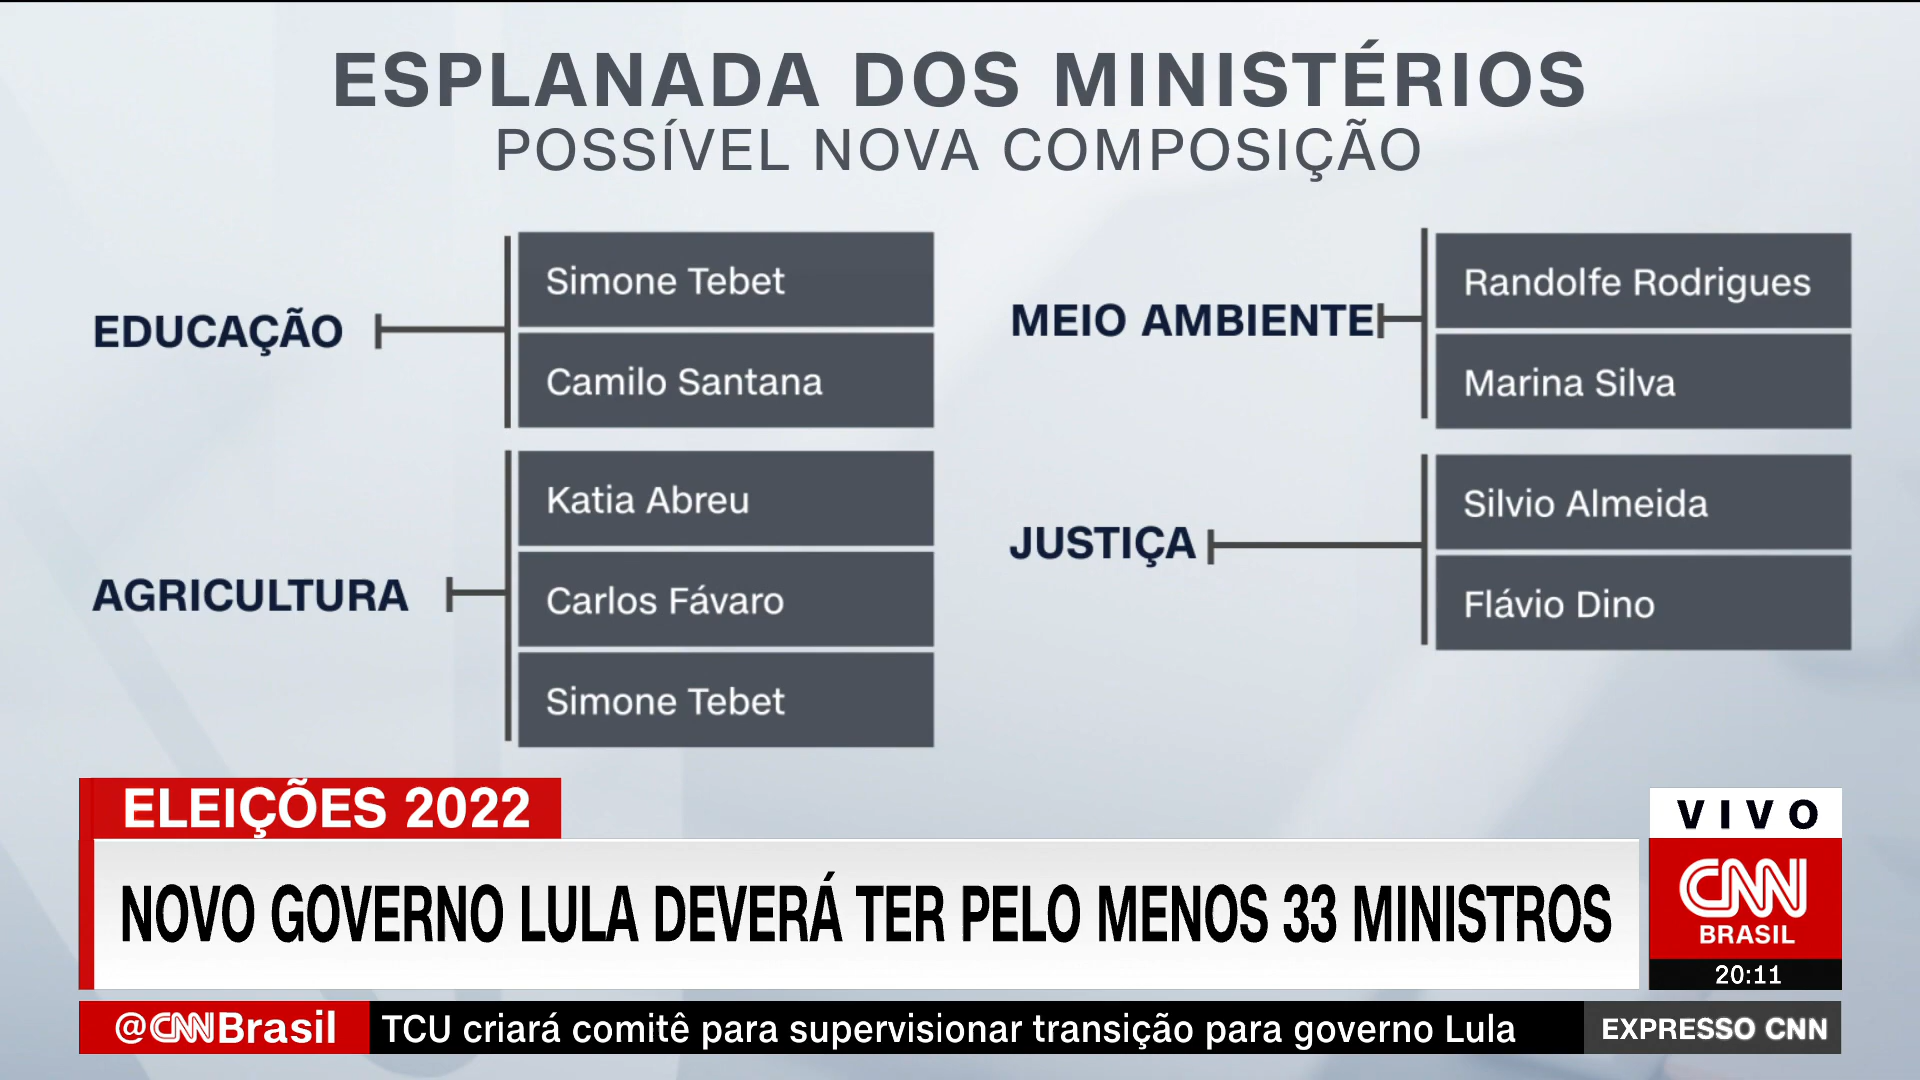 ESPLANADA DOS MINISTÉRIOS
POSSÍVEL NOVA COMPOSIÇÃO
EDUCAÇÃO
Simone Tebet
Camilo Santana
AGRICULTURA
Katia Abreu
Carlos Fávaro
Simone Tebet
MEIO AMBIENTE
Randolfe Rodrigues
Marina Silva
JUSTIÇA
Silvio Almeida
Flávio Dino
ELEIÇÕES 2022
NOVO GOVERNO LULA DEVERÁ TER PELO MENOS 33 MINISTROS
VIVO
CNN
BRASIL
20:11
@CNNBrasil
TCU criará comitê para supervisionar transição para governo Lula
EXPRESSO CNN